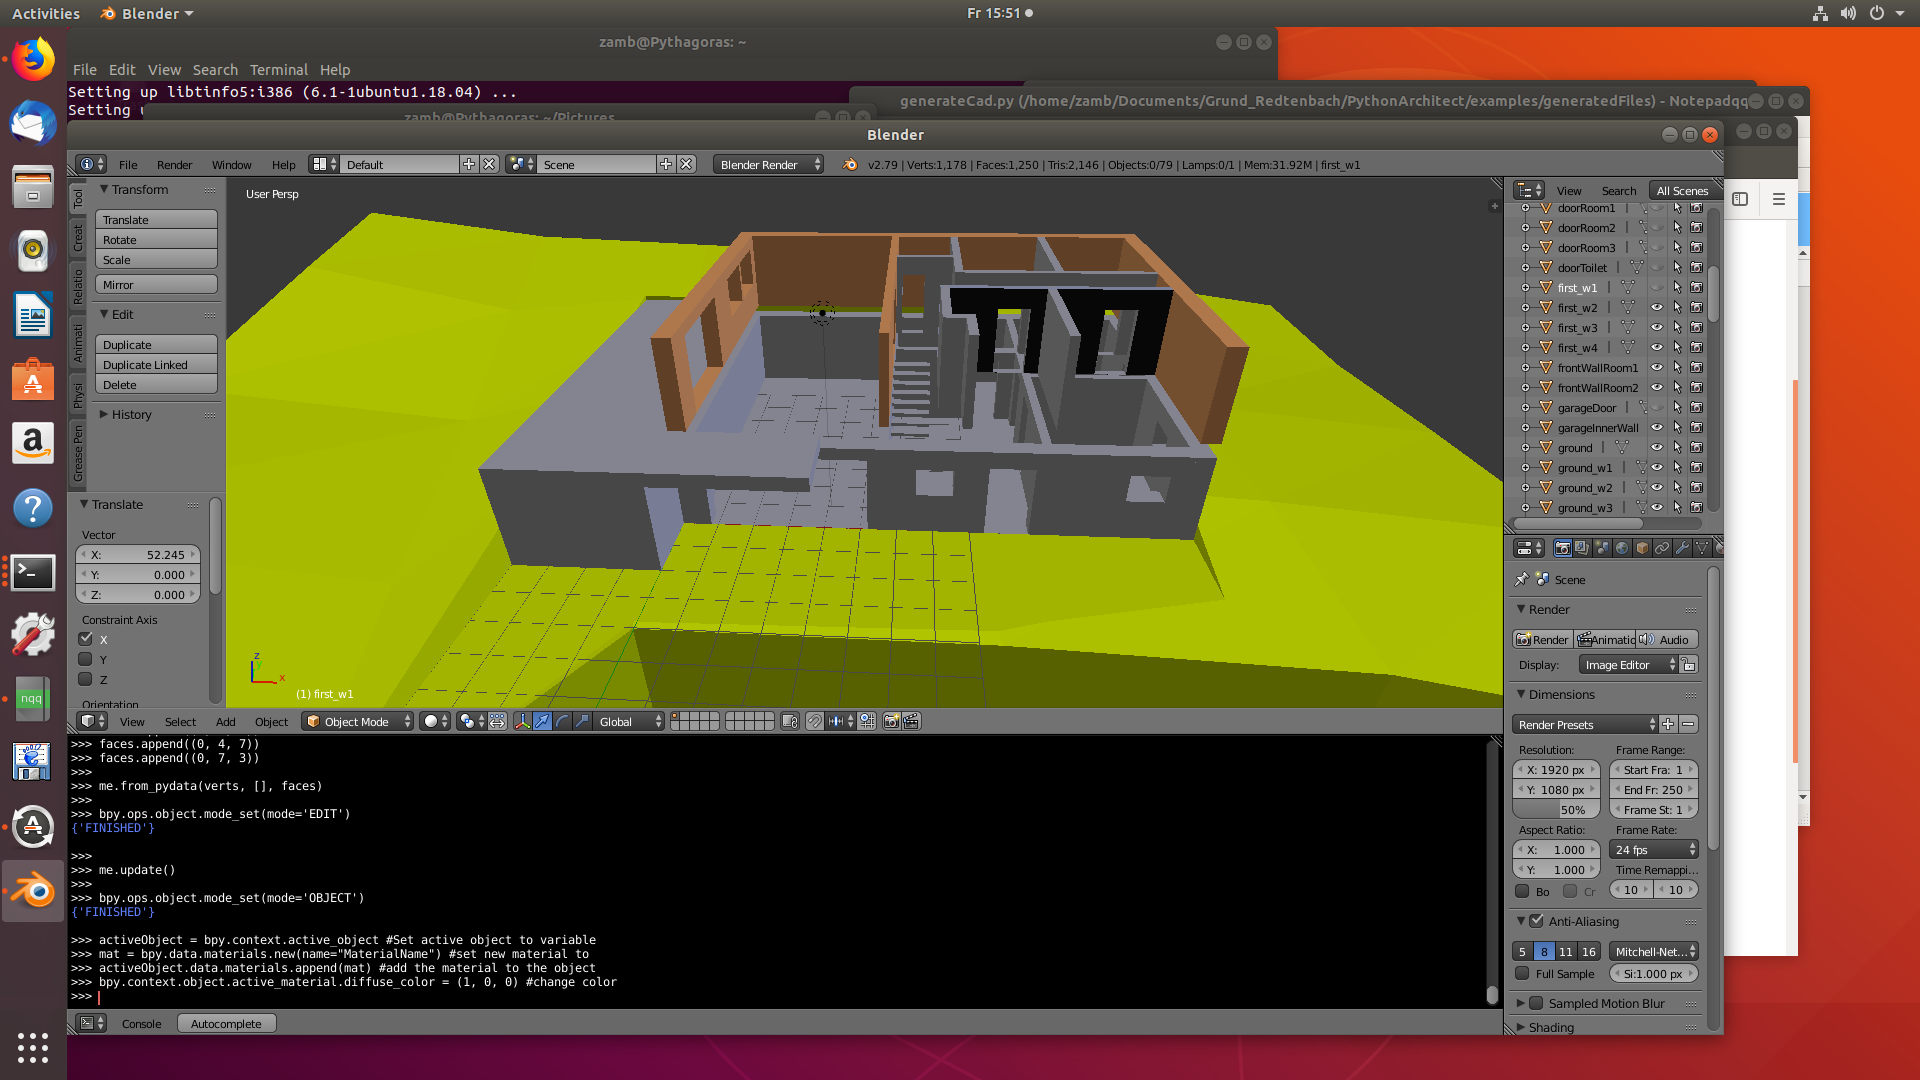 Activities Blender Fr 15:51
zamb@Pythagoras: ~
File Edit View Search Terminal Help
Setting up libtinfo5:i386 (6.1-1ubuntu1.18.04) ...
Setting
generateCad.py (/home/zamb/Documents/Grund_Redtenbach/PythonArchitect/examples/generatedFiles) - Notepadqq
zamb@Pythagoras: ~/Pictures
Blender
File Render Window Help Default Scene Blender Render v2.79 | Verts:1,178 | Faces:1,250 | Tris:2,146 | Objects:0/79 | Lamps:0/1 | Mem:31.92M | first_w1
Tool
Creat
Relatio
Animati
Physi
Grease Pen
Transform
Translate
Rotate
Scale
Mirror
Edit
Duplicate
Duplicate Linked
Delete
History
Translate
Vector
X: 52.245
Y: 0.000
Z: 0.000
Constraint Axis
X
Y
Z
Orientation
User Persp
z
y
x
(1) first_w1
View Select Add Object Object Mode Global
>>> faces.append((0, 4, 7))
>>> faces.append((0, 7, 3))
>>>
>>> me.from_pydata(verts, [], faces)
>>>
>>> bpy.ops.object.mode_set(mode='EDIT')
{'FINISHED'}
>>>
>>> me.update()
>>>
>>> bpy.ops.object.mode_set(mode='OBJECT')
{'FINISHED'}
>>> activeObject = bpy.context.active_object #Set active object to variable
>>> mat = bpy.data.materials.new(name="MaterialName") #set new material to
>>> activeObject.data.materials.append(mat) #add the material to the object
>>> bpy.context.object.active_material.diffuse_color = (1, 0, 0) #change color
>>>
Console Autocomplete
View Search All Scenes
doorRoom1
doorRoom2
doorRoom3
doorToilet
first_w1
first_w2
first_w3
first_w4
frontWallRoom1
frontWallRoom2
garageDoor
garageInnerWall
ground
ground_w1
ground_w2
ground_w3
Scene
Render
Render Animatic Audio
Display: Image Editor
Dimensions
Render Presets
Resolution: Frame Range:
X: 1920 px Start Fra: 1
Y: 1080 px End Fr: 250
50% Frame St: 1
Aspect Ratio: Frame Rate:
X: 1.000 24 fps
Y: 1.000 Time Remappi...
Bo Cr 10 10
Anti-Aliasing
5 8 11 16 Mitchell-Net...
Full Sample Si:1.000 px
Sampled Motion Blur
Shading
nqq